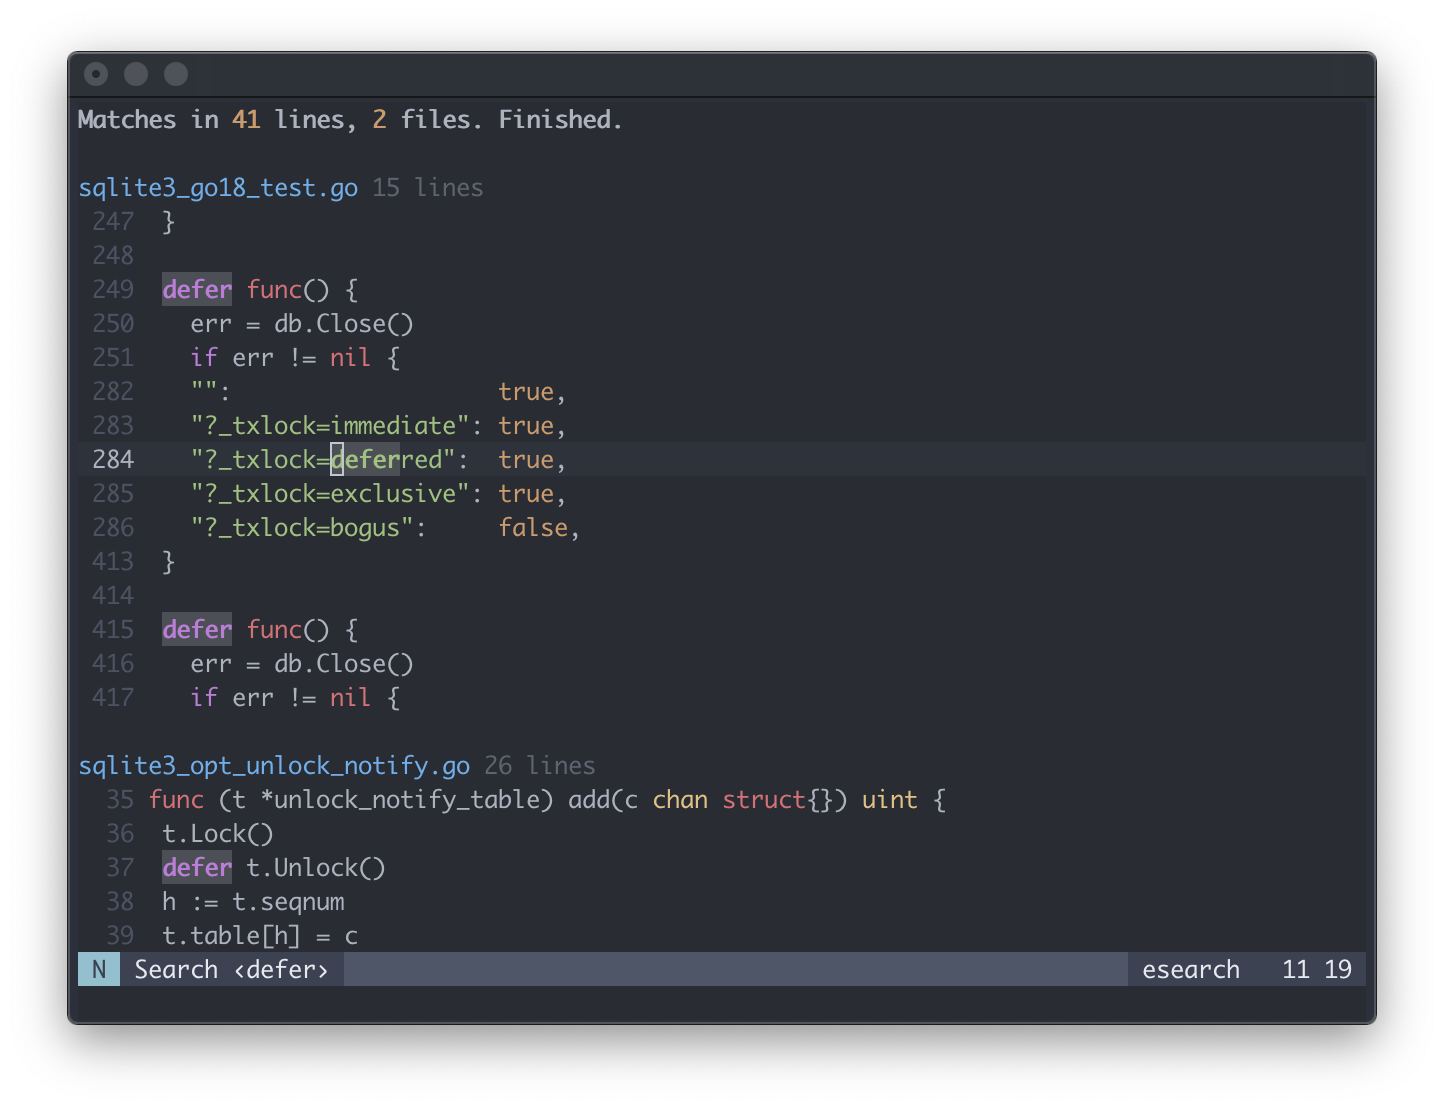 Matches in 41 lines, 2 files. Finished.
sqlite3_go18_test.go 15 lines
247 }
248
249 defer func() {
250 err = db.Close()
251 if err != nil {
282 "": true,
283 "?_txlock=immediate": true,
284 "?_txlock=deferred": true,
285 "?_txlock=exclusive": true,
286 "?_txlock=bogus": false,
413 }
414
415 defer func() {
416 err = db.Close()
417 if err != nil {
sqlite3_opt_unlock_notify.go 26 lines
35 func (t *unlock_notify_table) add(c chan struct{}) uint {
36 t.Lock()
37 defer t.Unlock()
38 h := t.seqnum
39 t.table[h] = c
N Search ‹defer› esearch 11 19